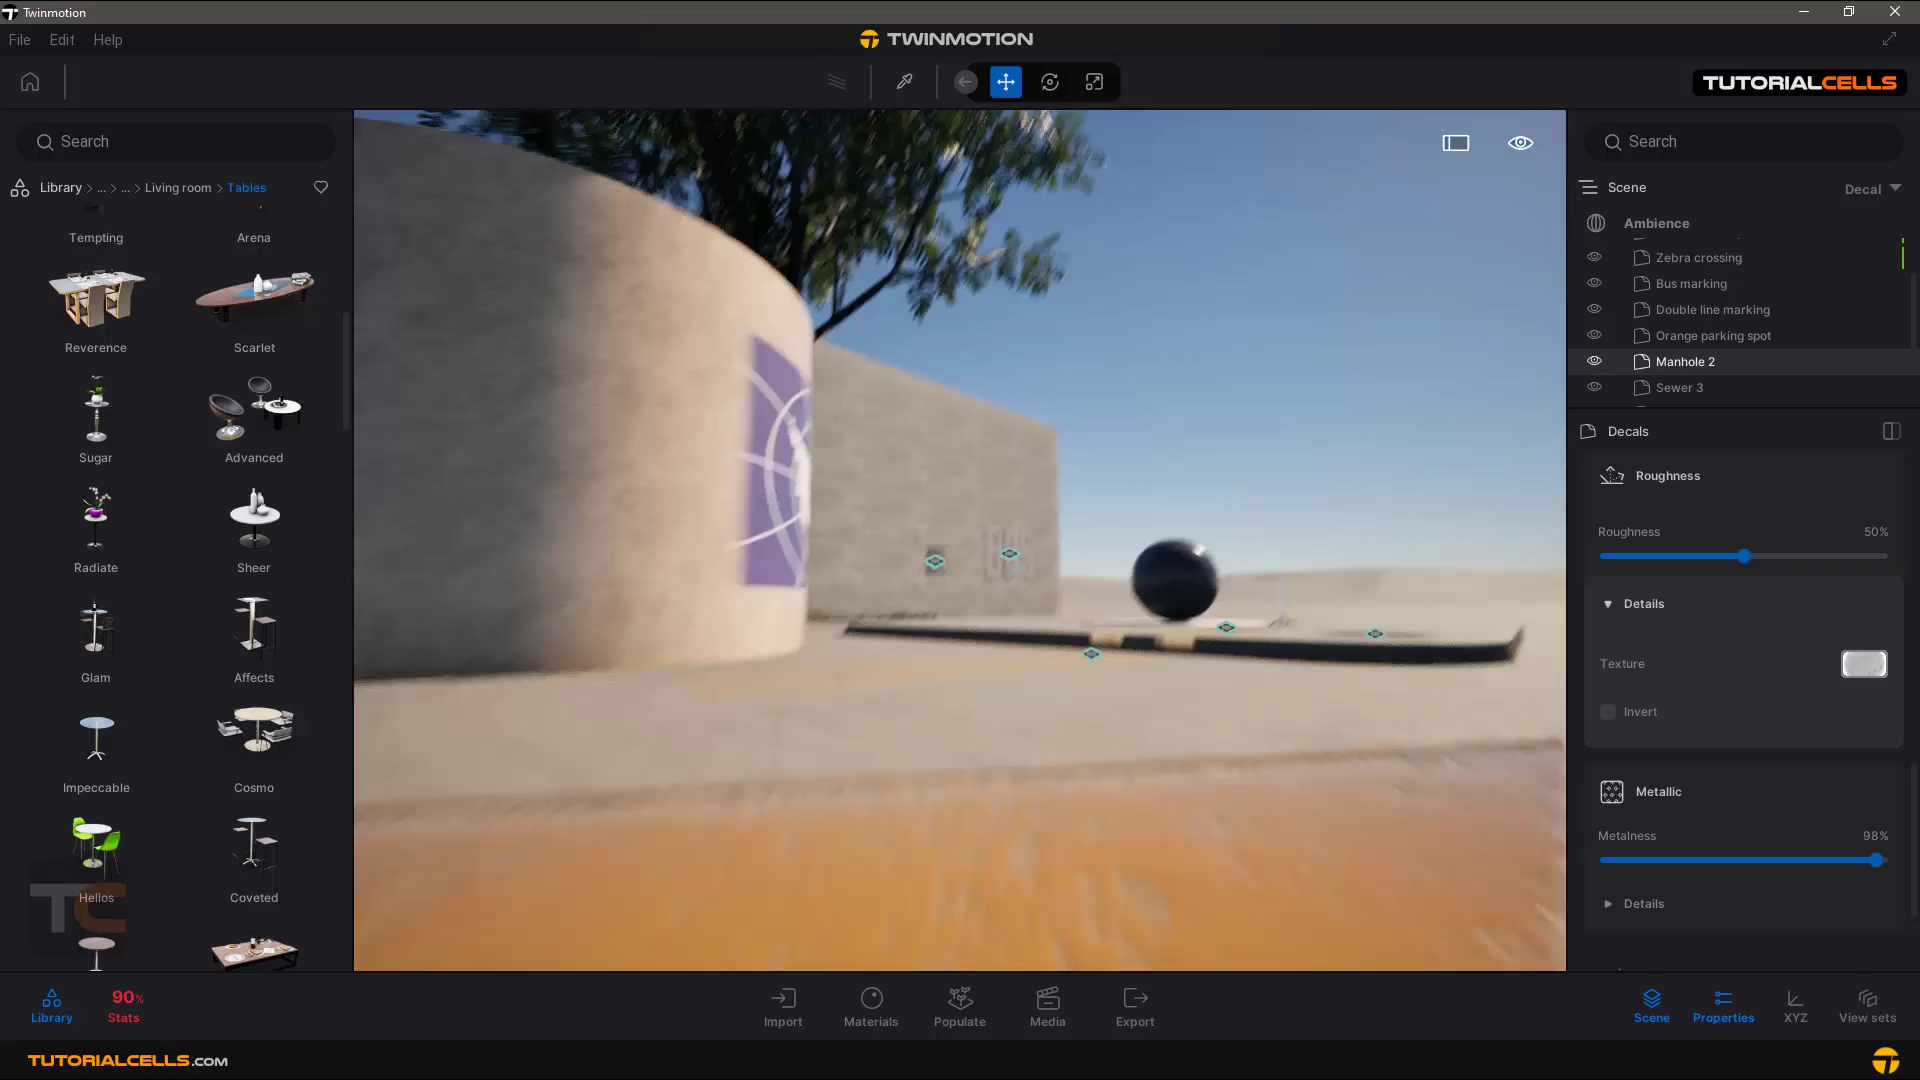 Twinmotion
File Edit Help
TWINMOTION
TUTORIALCELLS
Search
Library > ... > ... > Living room > Tables
Tempting
Arena
Reverence
Scarlet
Sugar
Advanced
Radiate
Sheer
Glam
Affects
Impeccable
Cosmo
Helios
Coveted
TC
BUS
Search
Scene
Decal
Ambience
Zebra crossing
Bus marking
Double line marking
Orange parking spot
Manhole 2
Sewer 3
Decals
Roughness
Roughness 50%
Details
Texture
Invert
Metallic
Metalness 98%
Details
Library
90%
Stats
Import
Materials
Populate
Media
Export
Scene
Properties
XYZ
View sets
TUTORIALCELLS.COM